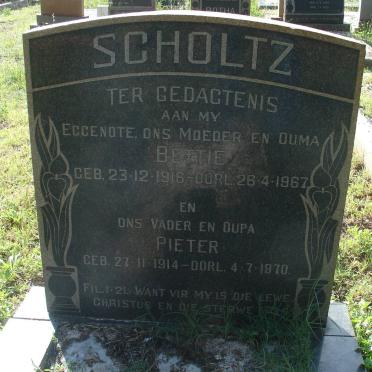 SCHOLTZ
TER GEDAGTENIS
AAN MY
EGGENOTE, ONS MOEDER EN OUMA
BETTIE
GEB. 23-12-1916-OORL. 28-4-1967
EN
ONS VADER EN OUPA
PIETER
GEB. 27-11-1914-OORL. 4-7-1970.
FIL.1-21. WANT VIR MY IS DIE LEWE
CHRISTUS EN DIE STERWE